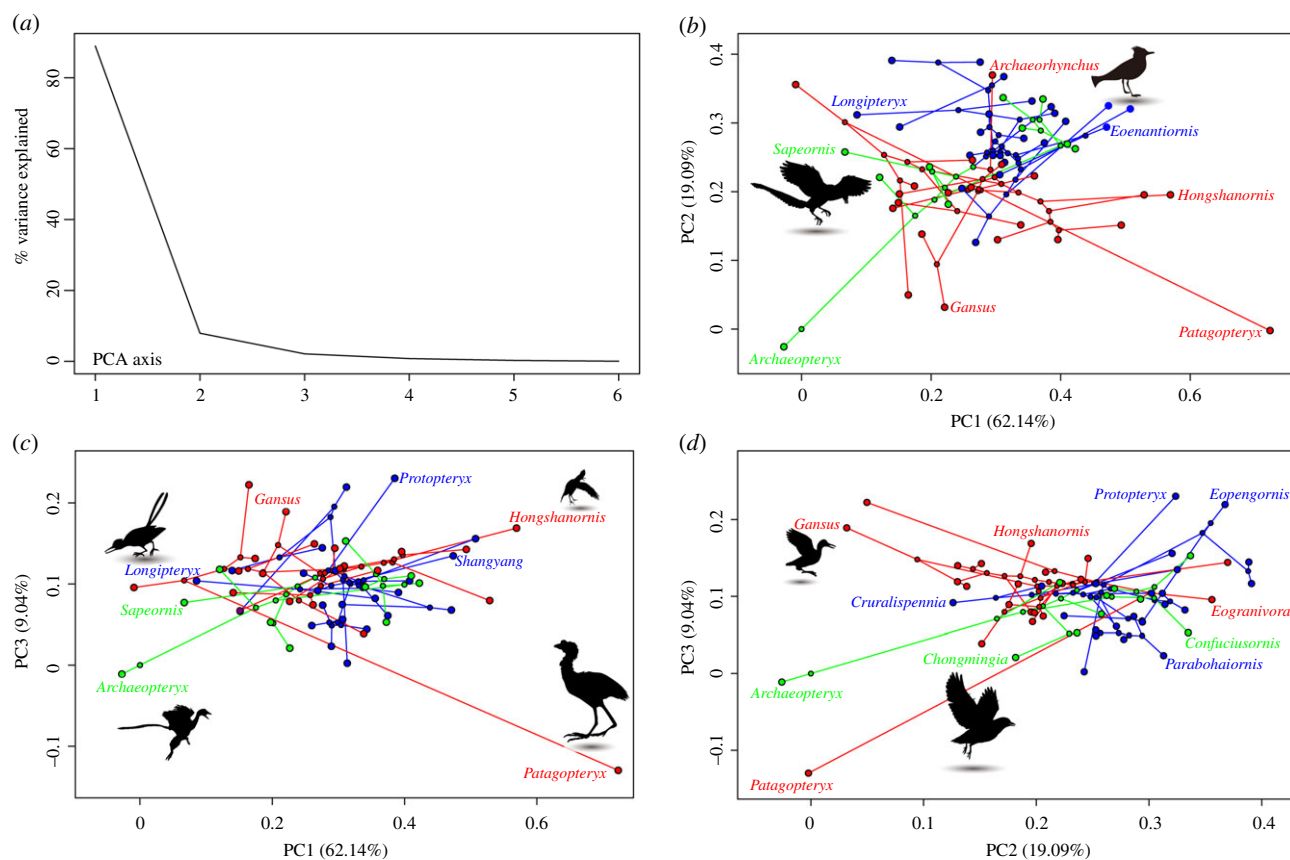 (a)
% variance explained
80
60
40
20
0
PCA axis
1 2 3 4 5 6
(b)
PC2 (19.09%)
0.4
0.3
0.2
0.1
0
Archaeorhynchus
Longipteryx
Eoenantiornis
Sapeornis
Hongshanornis
Gansus
Patagopteryx
Archaeopteryx
0 0.2 0.4 0.6
PC1 (62.14%)
(c)
PC3 (9.04%)
0.2
0.1
0
−0.1
Protopteryx
Gansus
Hongshanornis
Shangyang
Longipteryx
Sapeornis
Archaeopteryx
Patagopteryx
0 0.2 0.4 0.6
PC1 (62.14%)
(d)
PC3 (9.04%)
0.2
0.1
0
−0.1
Protopteryx Eopengornis
Gansus
Hongshanornis
Cruralispennia
Eogranivora
Confuciusornis
Chongmingia
Parabohaiornis
Archaeopteryx
Patagopteryx
0 0.1 0.2 0.3 0.4
PC2 (19.09%)